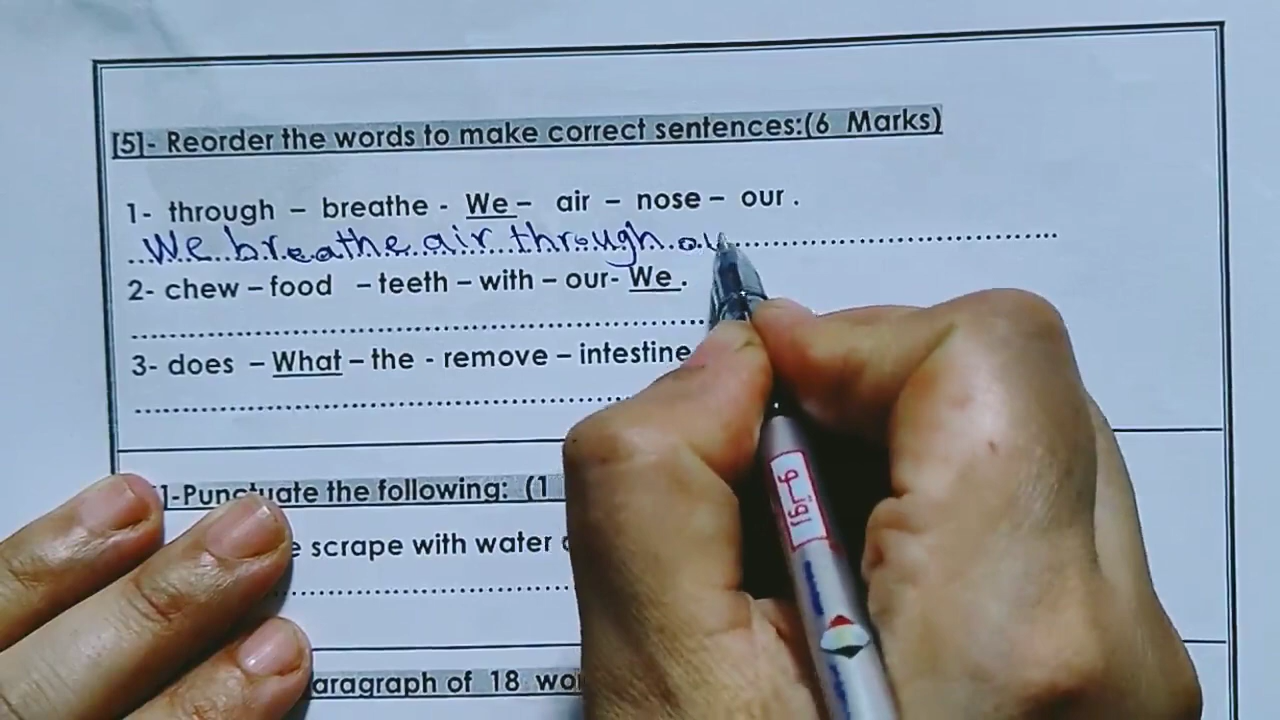 [5]- Reorder the words to make correct sentences:(6 Marks)
1- through – breathe - We – air – nose – our .
We breathe air through ou
2- chew – food – teeth – with – our- We .
3- does – What – the - remove – intestine
]-Punctuate the following: (1
scrape with water
روتو
aragraph of 18 wo